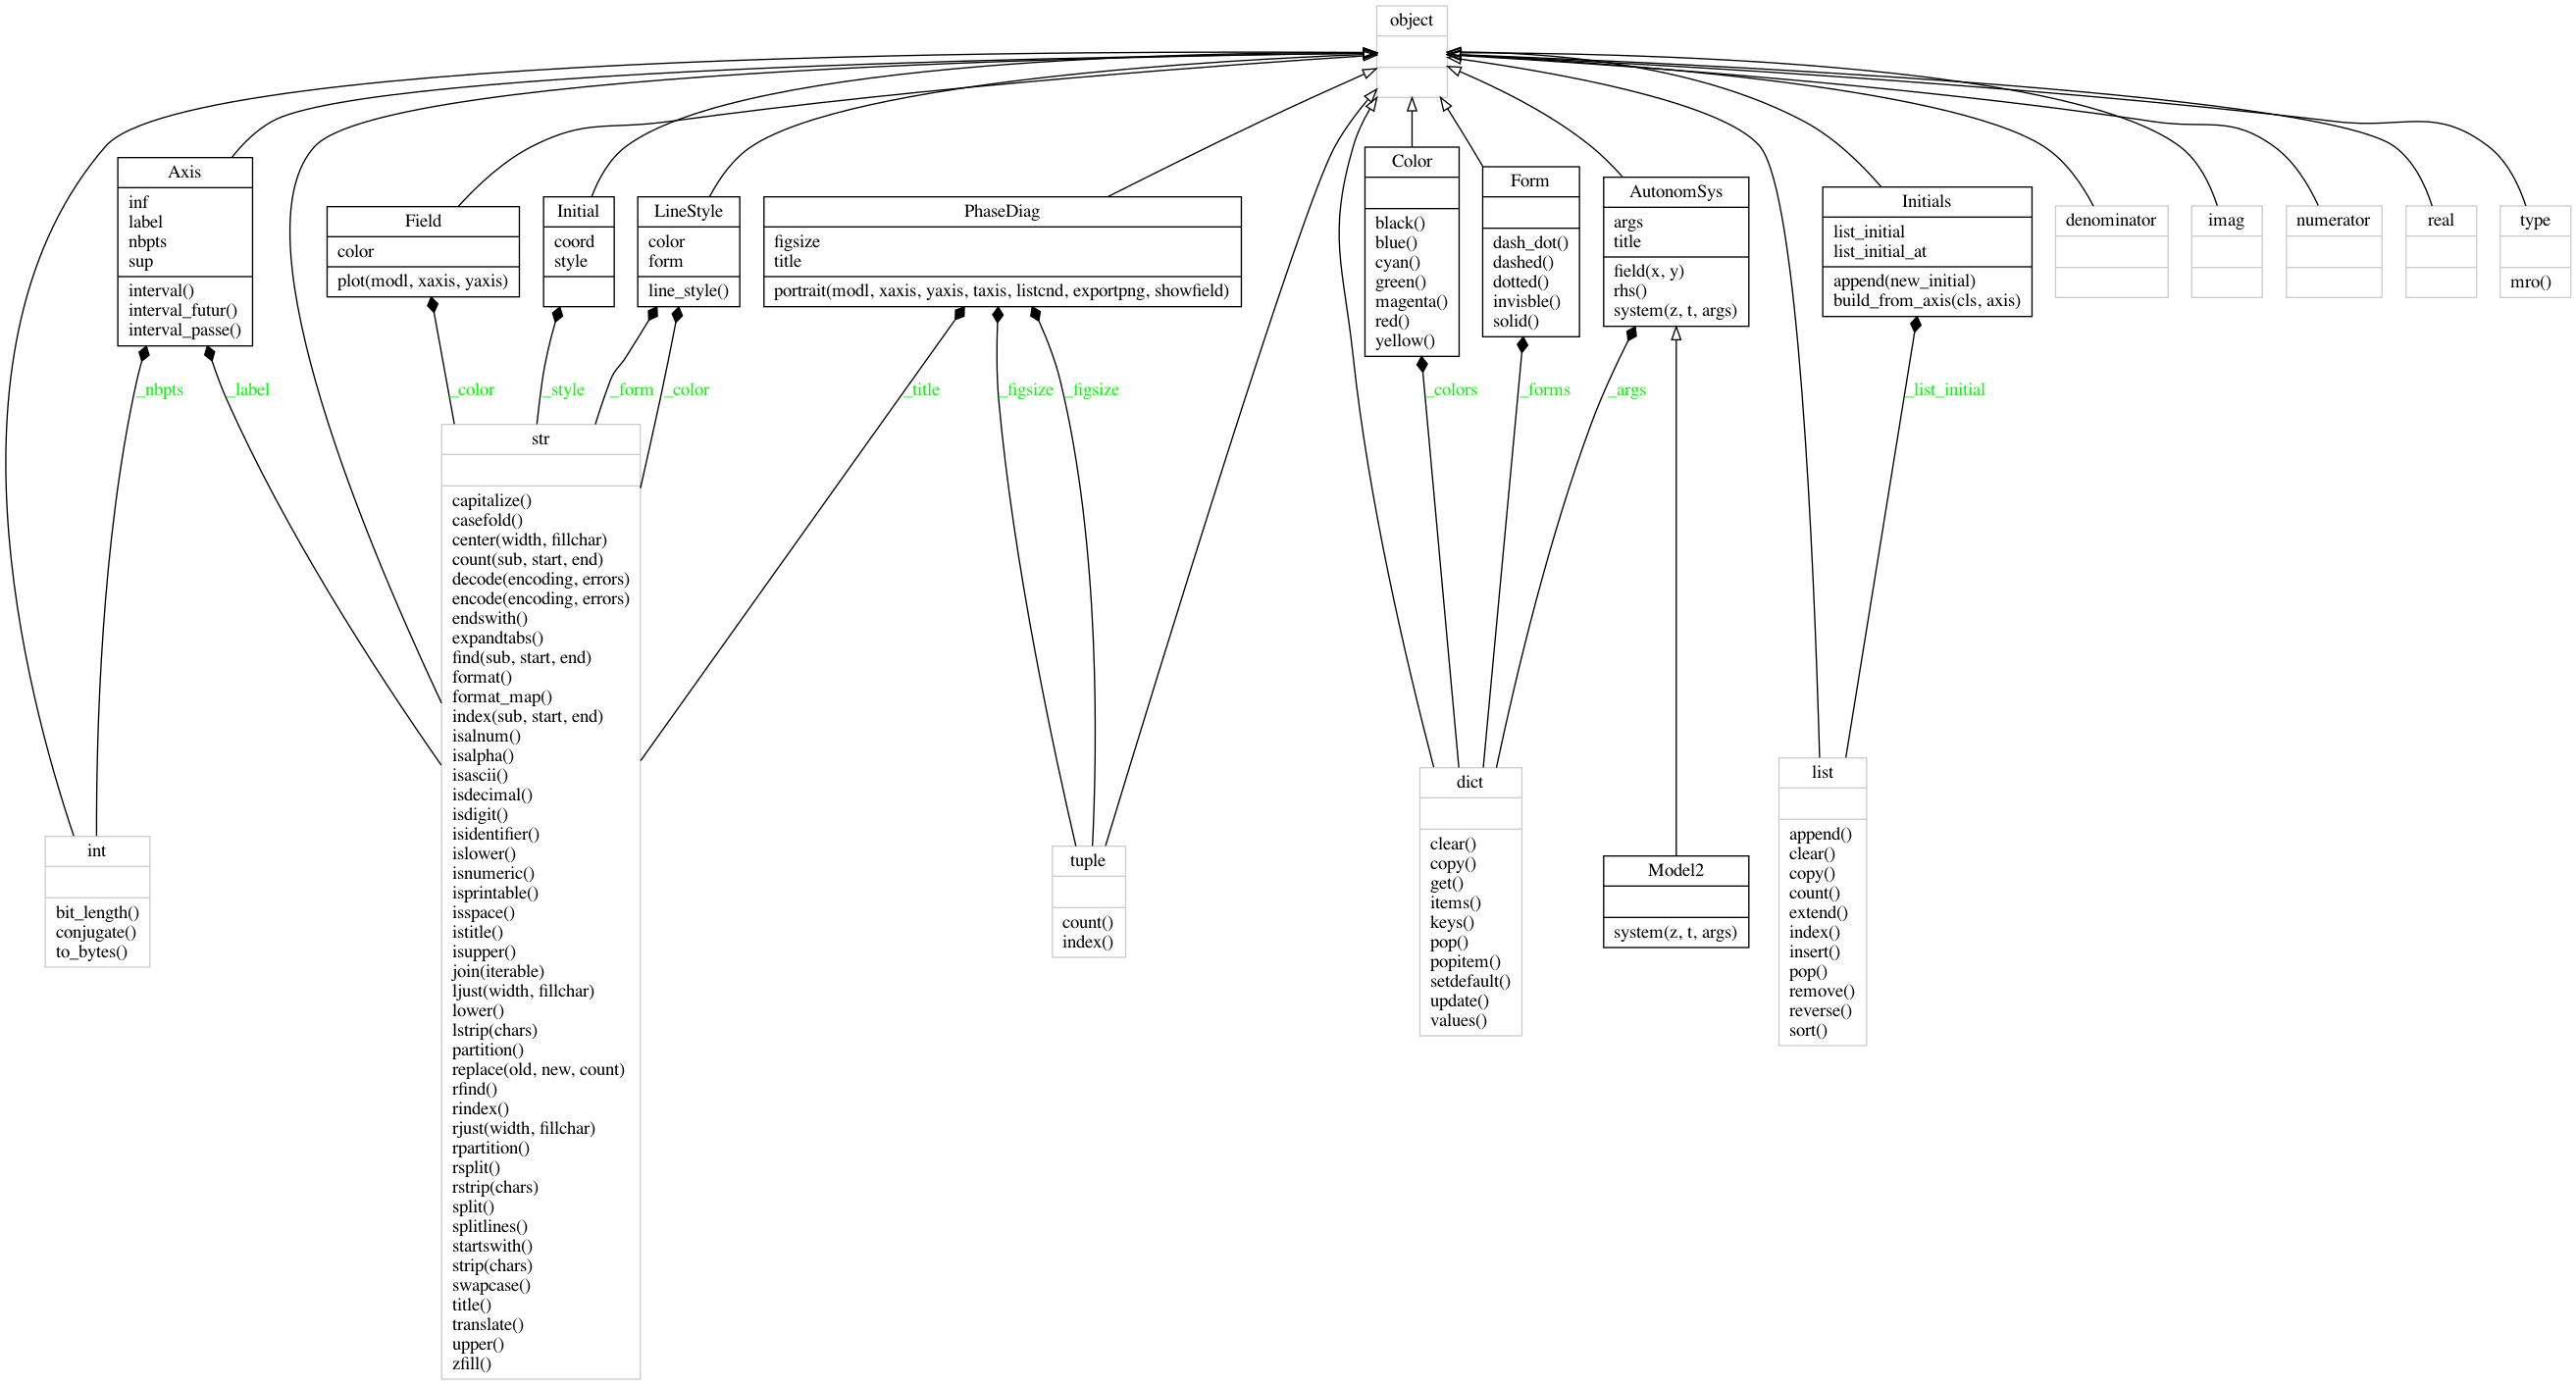 object
Axis
inf
label
nbpts
sup
interval()
interval_futur()
interval_passe()
Field
color
plot(modl, xaxis, yaxis)
Initial
coord
style
LineStyle
color
form
line_style()
PhaseDiag
figsize
title
portrait(modl, xaxis, yaxis, taxis, listcnd, exportpng, showfield)
Color
black()
blue()
cyan()
green()
magenta()
red()
yellow()
Form
dash_dot()
dashed()
dotted()
invisble()
solid()
AutonomSys
args
title
field(x, y)
rhs()
system(z, t, args)
Initials
list_initial
list_initial_at
append(new_initial)
build_from_axis(cls, axis)
denominator
imag
numerator
real
type
mro()
_nbpts
_label
_color
_style
_form
_color
_title
_figsize
_figsize
_colors
_forms
_args
_list_initial
int
bit_length()
conjugate()
to_bytes()
str
capitalize()
casefold()
center(width, fillchar)
count(sub, start, end)
decode(encoding, errors)
encode(encoding, errors)
endswith()
expandtabs()
find(sub, start, end)
format()
format_map()
index(sub, start, end)
isalnum()
isalpha()
isascii()
isdecimal()
isdigit()
isidentifier()
islower()
isnumeric()
isprintable()
isspace()
istitle()
isupper()
join(iterable)
ljust(width, fillchar)
lower()
lstrip(chars)
partition()
replace(old, new, count)
rfind()
rindex()
rjust(width, fillchar)
rpartition()
rsplit()
rstrip(chars)
split()
splitlines()
startswith()
strip(chars)
swapcase()
title()
translate()
upper()
zfill()
tuple
count()
index()
dict
clear()
copy()
get()
items()
keys()
pop()
popitem()
setdefault()
update()
values()
Model2
system(z, t, args)
list
append()
clear()
copy()
count()
extend()
index()
insert()
pop()
remove()
reverse()
sort()